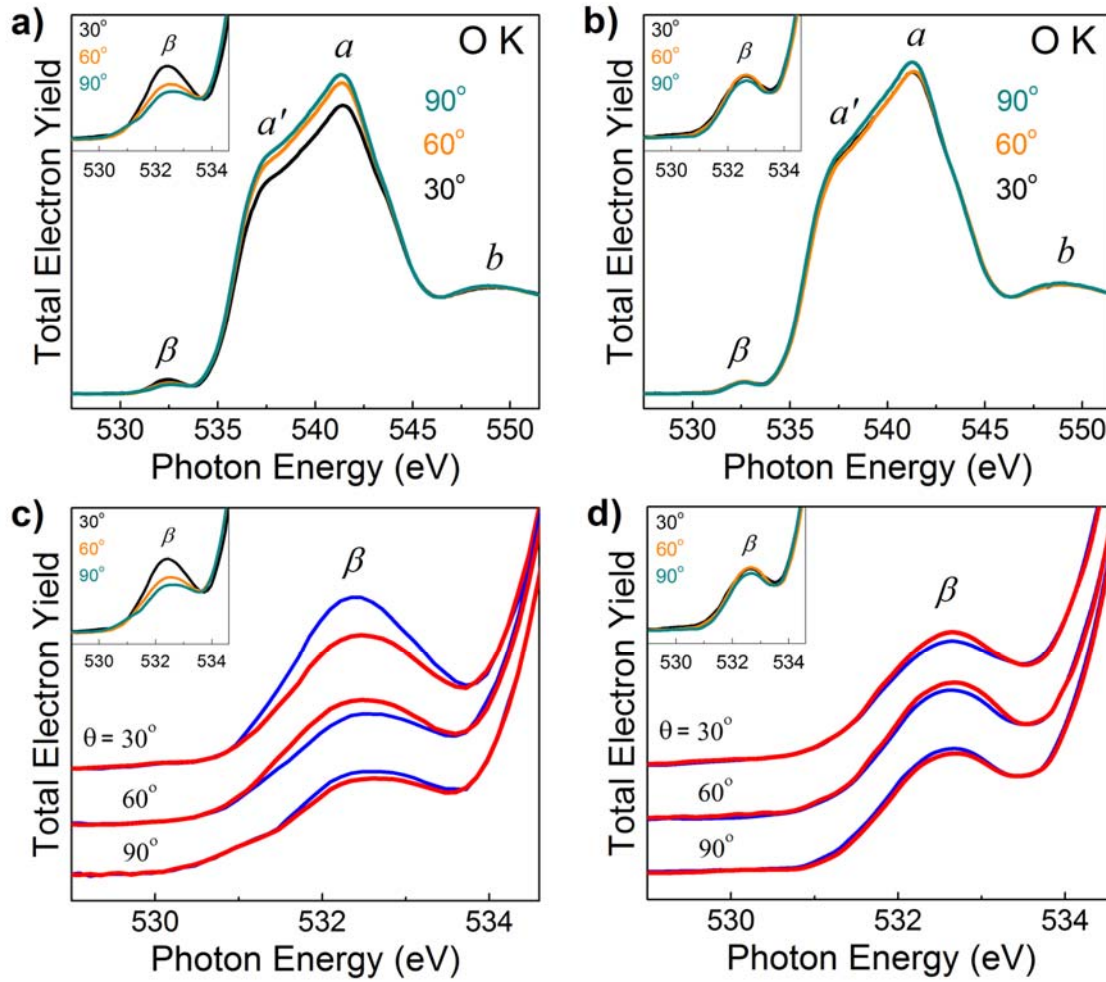 a)
30°
60°
90°
β
530 532 534
a
O K
a'
90°
60°
30°
β
b
530 535 540 545 550
Photon Energy (eV)
Total Electron Yield
b)
30°
60°
90°
β
530 532 534
a
O K
a'
90°
60°
30°
β
b
530 535 540 545 550
Photon Energy (eV)
Total Electron Yield
c)
30°
60°
90°
β
530 532 534
β
θ = 30°
60°
90°
530 532 534
Photon Energy (eV)
Total Electron Yield
d)
30°
60°
90°
β
530 532 534
β
θ = 30°
60°
90°
530 532 534
Photon Energy (eV)
Total Electron Yield